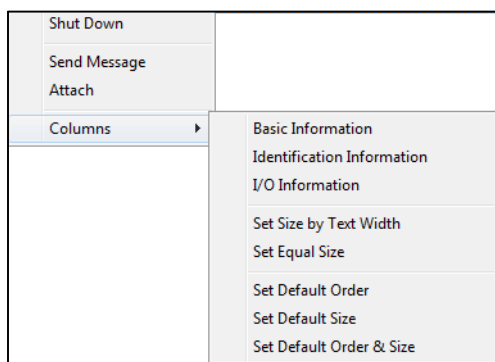 Shut Down
Send Message
Attach
Columns
Basic Information
Identification Information
I/O Information
Set Size by Text Width
Set Equal Size
Set Default Order
Set Default Size
Set Default Order & Size